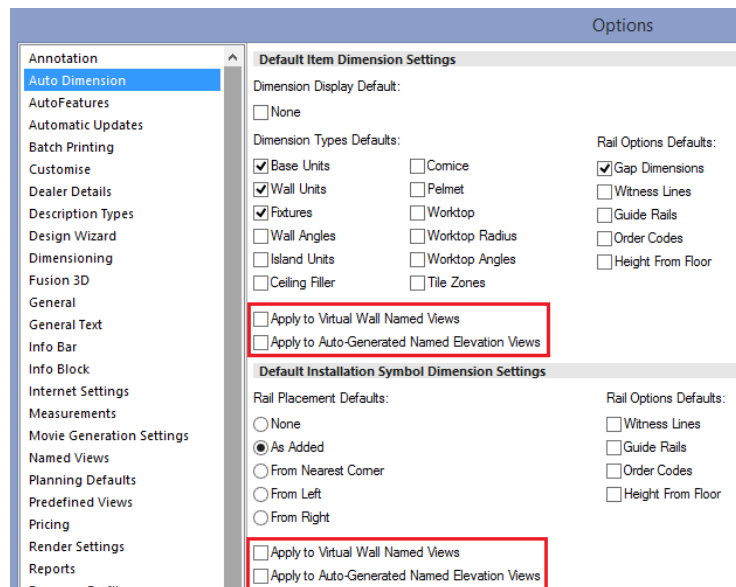 Options
Annotation
Auto Dimension
AutoFeatures
Automatic Updates
Batch Printing
Customise
Dealer Details
Description Types
Design Wizard
Dimensioning
Fusion 3D
General
General Text
Info Bar
Info Block
Internet Settings
Measurements
Movie Generation Settings
Named Views
Planning Defaults
Predefined Views
Pricing
Render Settings
Reports
Default Item Dimension Settings
Dimension Display Default:
None
Dimension Types Defaults:
Rail Options Defaults:
Base Units
Cornice
Gap Dimensions
Wall Units
Pelmet
Witness Lines
Fixtures
Worktop
Guide Rails
Wall Angles
Worktop Radius
Order Codes
Island Units
Worktop Angles
Height From Floor
Ceiling Filler
Tile Zones
Apply to Virtual Wall Named Views
Apply to Auto-Generated Named Elevation Views
Default Installation Symbol Dimension Settings
Rail Placement Defaults:
Rail Options Defaults:
None
Witness Lines
As Added
Guide Rails
From Nearest Corner
Order Codes
From Left
Height From Floor
From Right
Apply to Virtual Wall Named Views
Apply to Auto-Generated Named Elevation Views